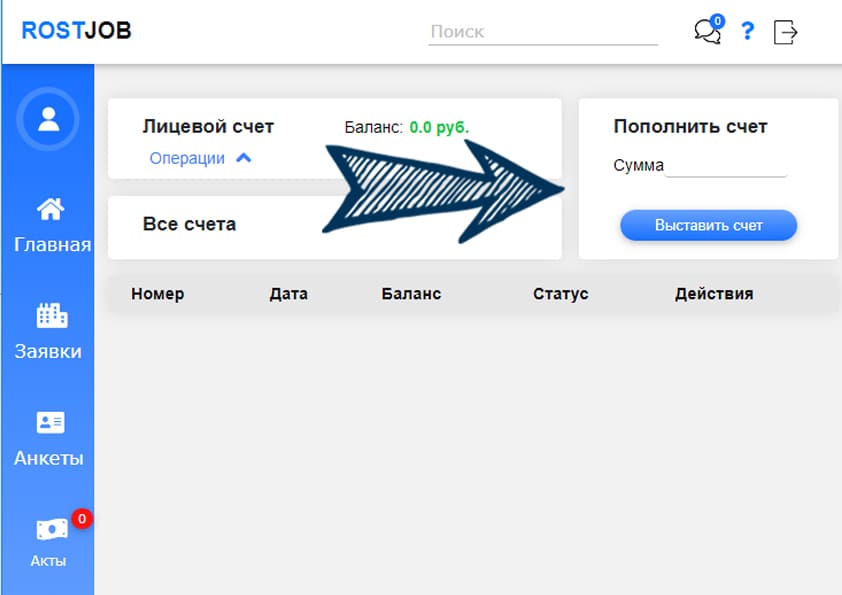 ROSTJOB
Поиск
0
?
Лицевой счет
Баланс: 0.0 руб.
Операции
Все счета
Пополнить счет
Сумма
Выставить счет
Номер Дата Баланс Статус Действия
Главная
Заявки
Анкеты
0
Акты